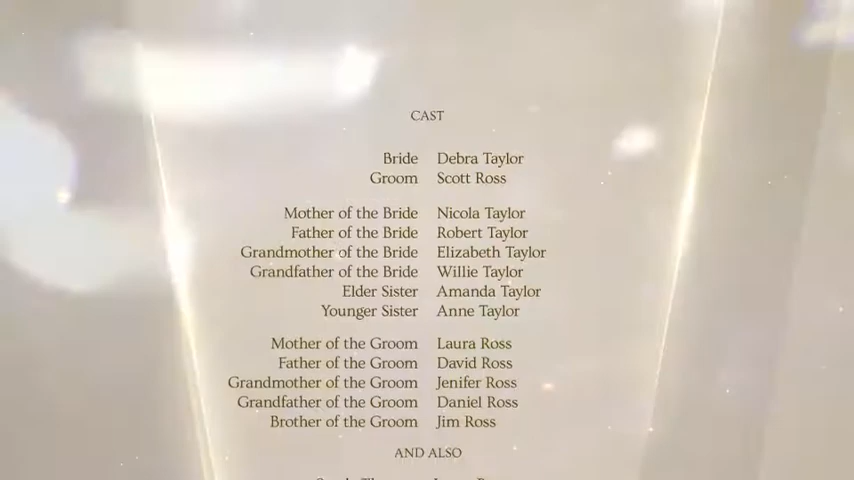 CAST
Bride Debra Taylor
Groom Scott Ross
Mother of the Bride Nicola Taylor
Father of the Bride Robert Taylor
Grandmother of the Bride Elizabeth Taylor
Grandfather of the Bride Willie Taylor
Elder Sister Amanda Taylor
Younger Sister Anne Taylor
Mother of the Groom Laura Ross
Father of the Groom David Ross
Grandmother of the Groom Jenifer Ross
Grandfather of the Groom Daniel Ross
Brother of the Groom Jim Ross
AND ALSO